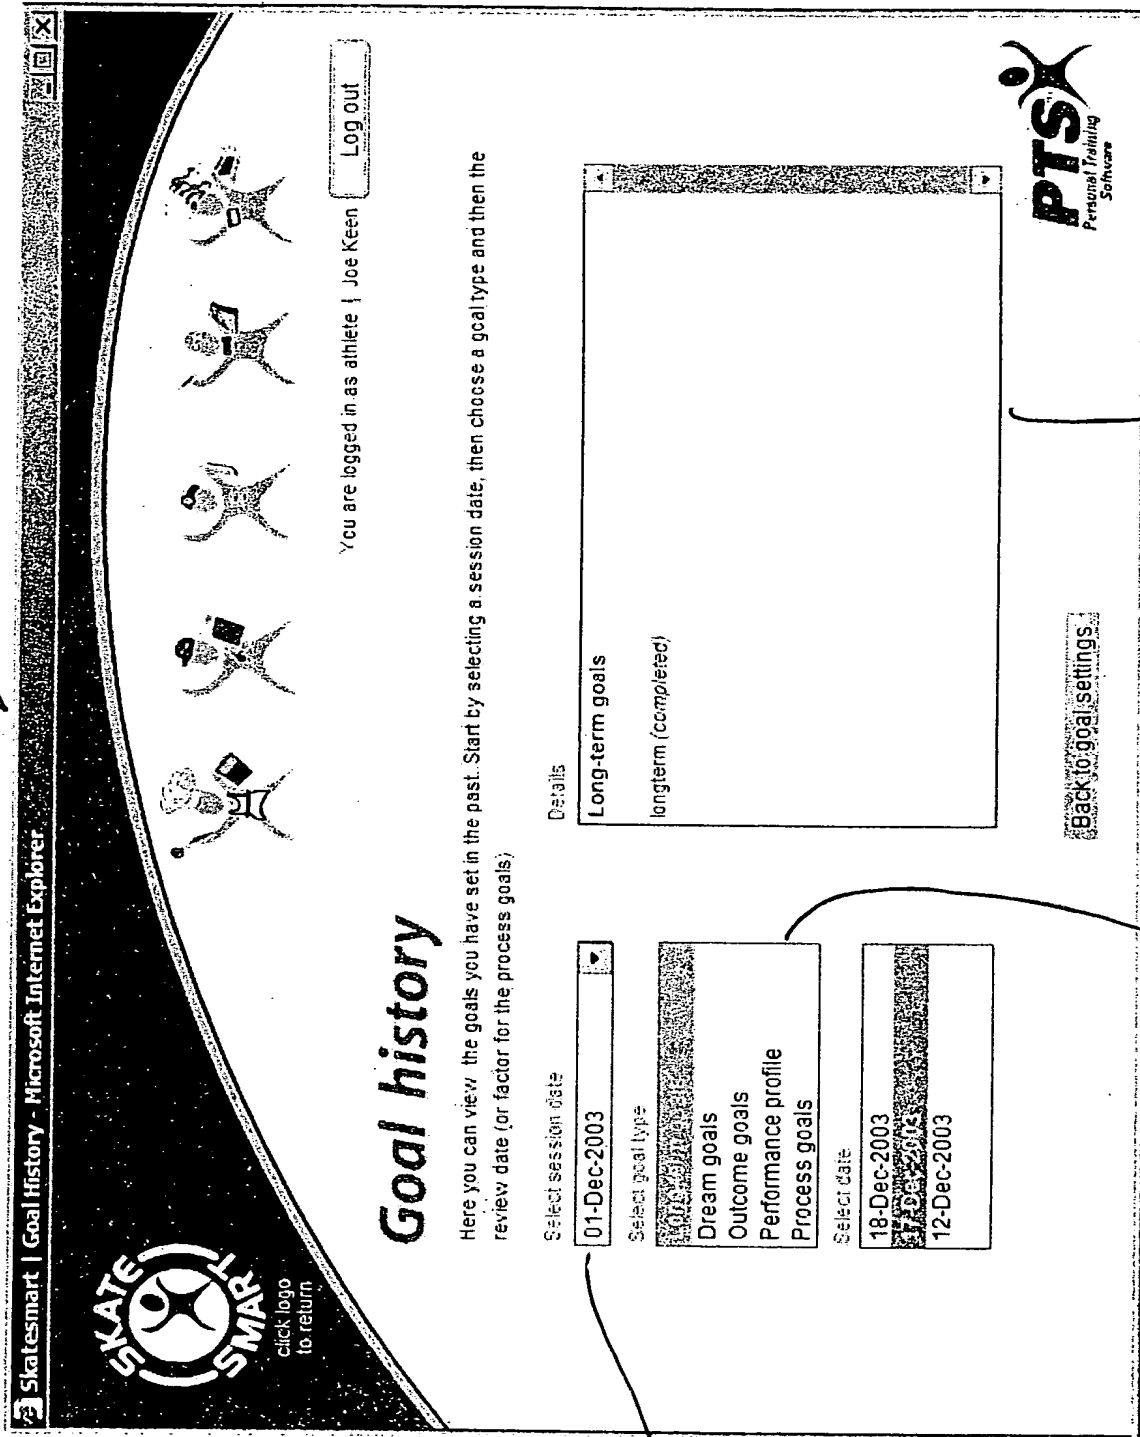 Skatesmart | Goal History - Microsoft Internet Explorer
SKATE
SMART
click logo
to return
You are logged in as athlete | Joe Keen
Log out
Goal history
Here you can view the goals you have set in the past. Start by selecting a session date, then choose a goal type and then the
review date (or factor for the process goals)
Select session date
01-Dec-2003
Select goal type
Dream goals
Outcome goals
Performance profile
Process goals
Select date
18-Dec-2003
12-Dec-2003
Details
Long-term goals
longterm (completed)
Back to goal settings
PTS
Personal Training
Software